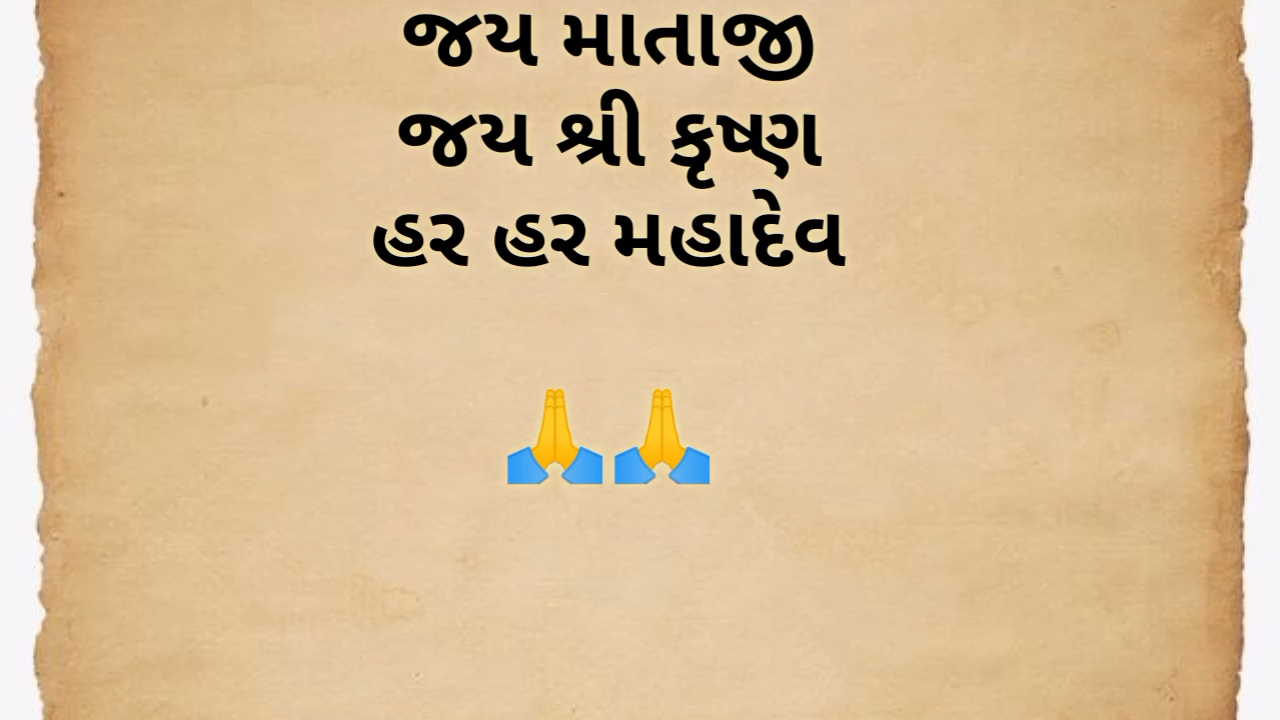 જય માતાજી
જય શ્રી કૃષ્ણ
હર હર મહાદેવ
🙏🙏